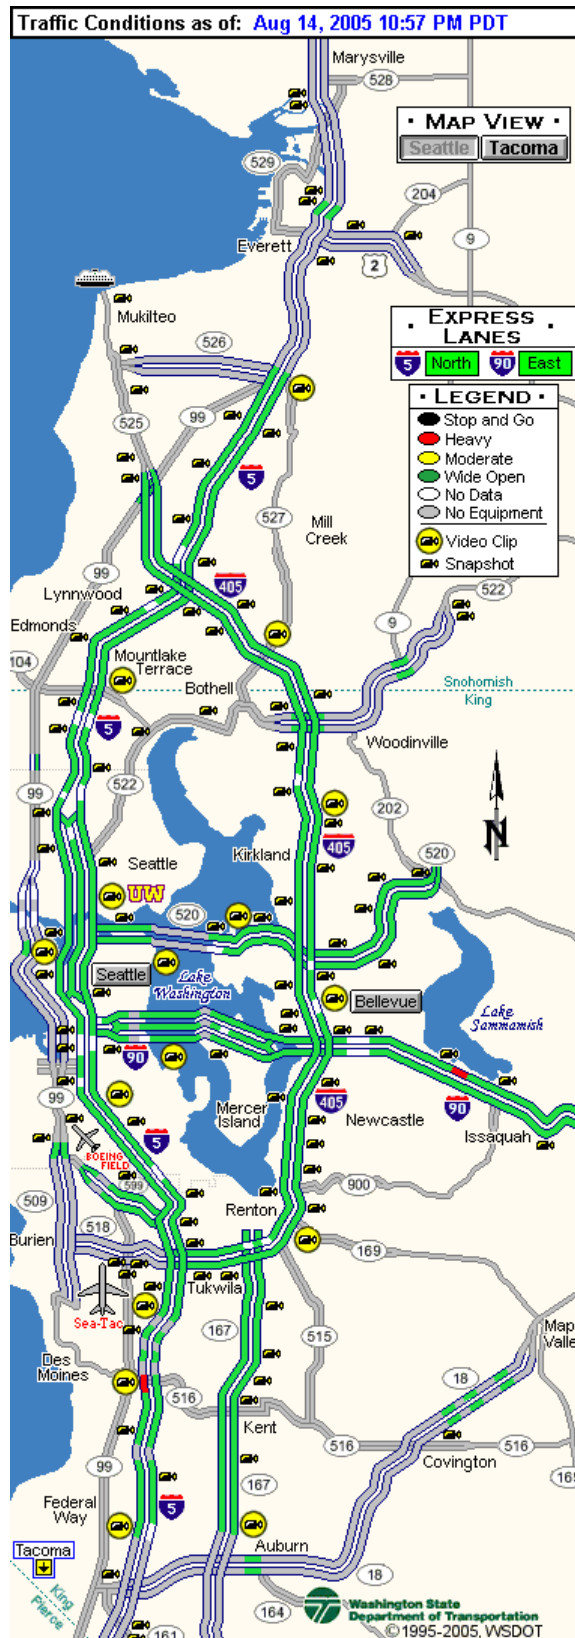 Traffic Conditions as of: Aug 14, 2005 10:57 PM PDT
Marysville
528
· MAP VIEW ·
Seattle Tacoma
529
204
9
Everett
2
Mukilteo
526
· EXPRESS LANES ·
5 North 90 East
· LEGEND ·
Stop and Go
Heavy
Moderate
Wide Open
No Data
No Equipment
Video Clip
Snapshot
99
525
5
527
Mill
Creek
99
405
Lynnwood
522
9
Edmonds
Mountlake
Terrace
104
Bothell
Snohomish
King
5
Woodinville
522
99
202
N
405
Kirkland
520
Seattle
UW
520
Seattle
Lake
Washington
Bellevue
Lake
Sammamish
90
99
Mercer
Island
405
Newcastle
90
Issaquah
5
BOEING
FIELD
599
900
509
Renton
518
Burien
169
Tukwila
Sea-Tac
167
515
Map
Valle
Des
Moines
18
516
Kent
516
516
Covington
99
167
165
Federal
Way
5
Auburn
Tacoma
18
King
Pierce
164
161
Washington State
Department of Transportation
©1995-2005, WSDOT